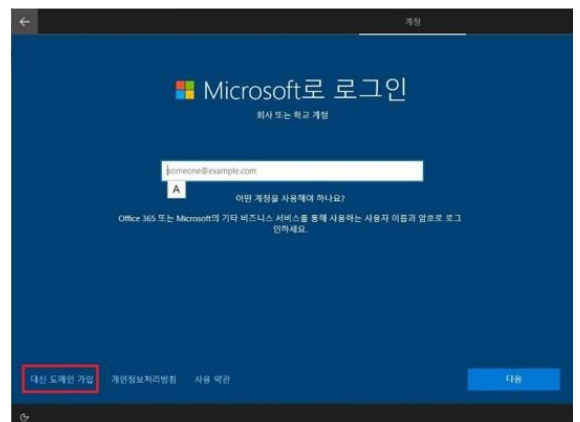 계정
Microsoft로 로그인
회사 또는 학교 계정
someone@example.com
A
어떤 계정을 사용해야 하나요?
Office 365 또는 Microsoft의 기타 비즈니스 서비스를 통해 사용하는 사용자 이름과 암호로 로그
인하세요.
대신 도메인 가입 개인정보처리방침 사용 약관 다음